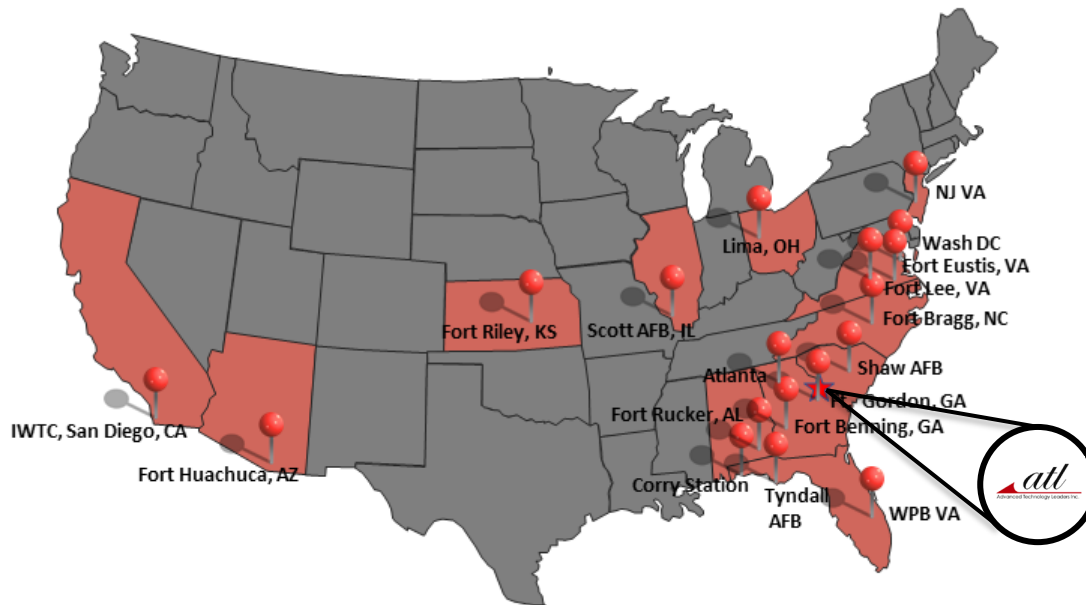 NJ VA
Lima, OH
Wash DC
Fort Eustis, VA
Fort Lee, VA
Fort Riley, KS
Scott AFB, IL
Fort Bragg, NC
Shaw AFB
Atlanta
Ft. Gordon, GA
Fort Rucker, AL
Fort Benning, GA
IWTC, San Diego, CA
Fort Huachuca, AZ
Corry Station
Tyndall
AFB
WPB VA
atl
Advanced Technology Leaders Inc.